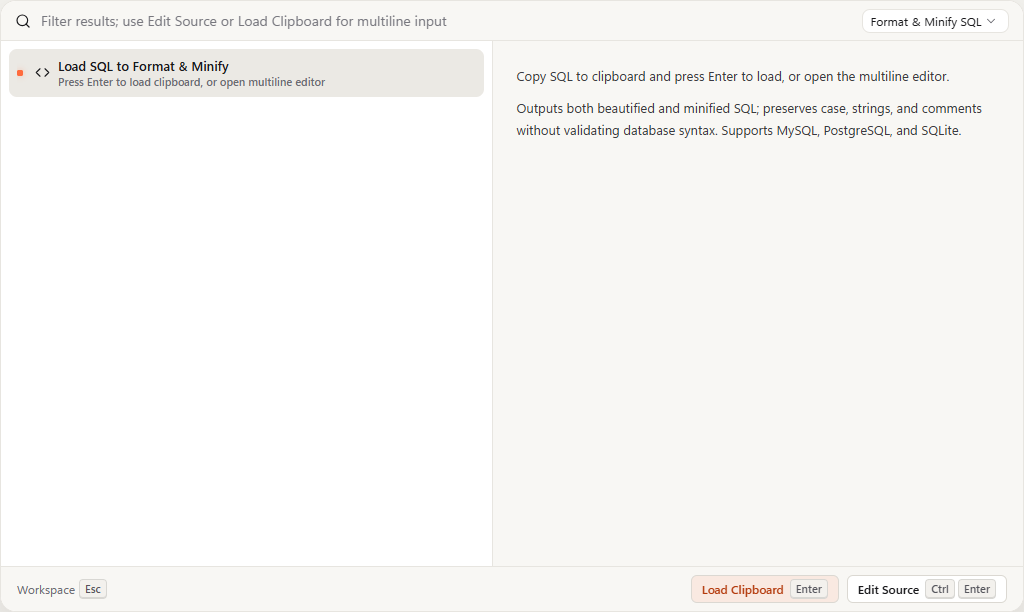 Filter results; use Edit Source or Load Clipboard for multiline input
Format & Minify SQL
Load SQL to Format & Minify
Press Enter to load clipboard, or open multiline editor
Copy SQL to clipboard and press Enter to load, or open the multiline editor.
Outputs both beautified and minified SQL; preserves case, strings, and comments
without validating database syntax. Supports MySQL, PostgreSQL, and SQLite.
Workspace Esc
Load Clipboard Enter
Edit Source Ctrl Enter